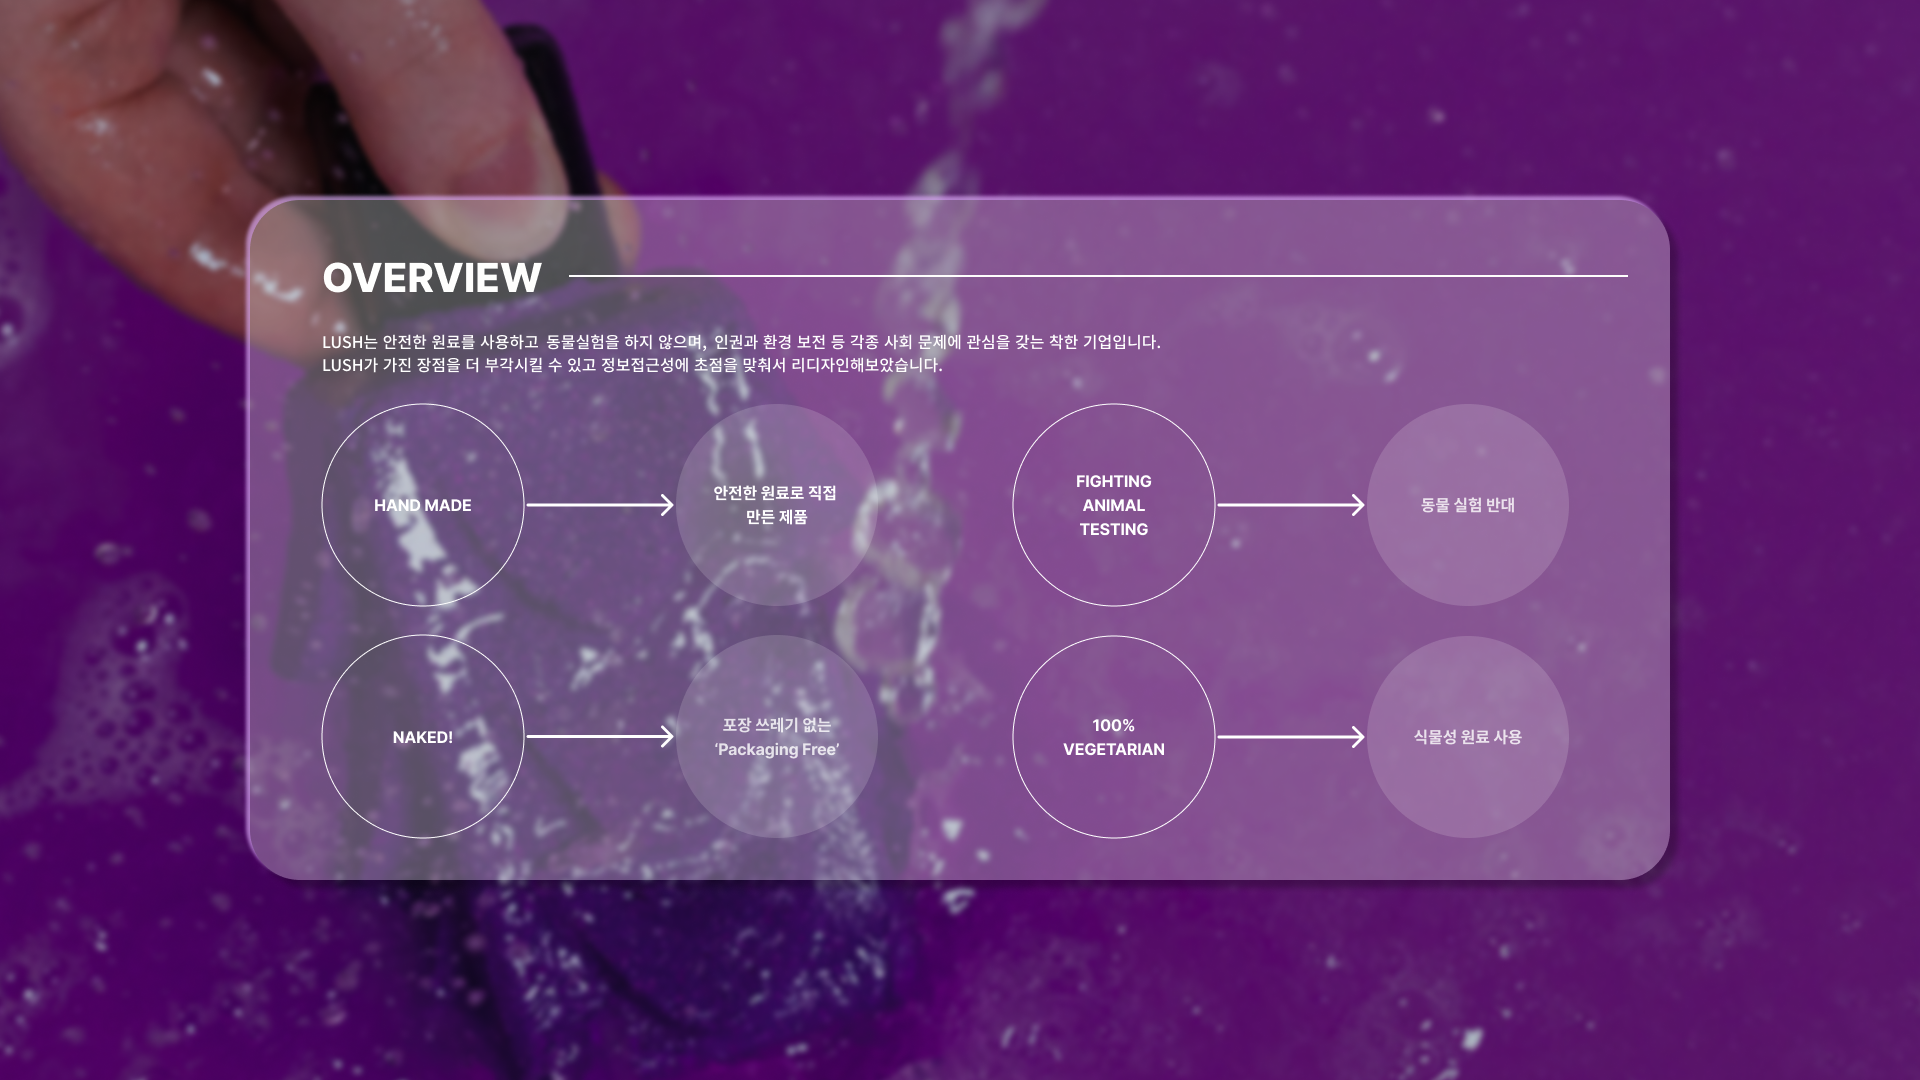 OVERVIEW
LUSH는 안전한 원료를 사용하고 동물실험을 하지 않으며, 인권과 환경 보전 등 각종 사회 문제에 관심을 갖는 착한 기업입니다.
LUSH가 가진 장점을 더 부각시킬 수 있고 정보접근성에 초점을 맞춰서 리디자인해보았습니다.
HAND MADE
안전한 원료로 직접
만든 제품
FIGHTING
ANIMAL
TESTING
동물 실험 반대
NAKED!
포장 쓰레기 없는
‘Packaging Free’
100%
VEGETARIAN
식물성 원료 사용